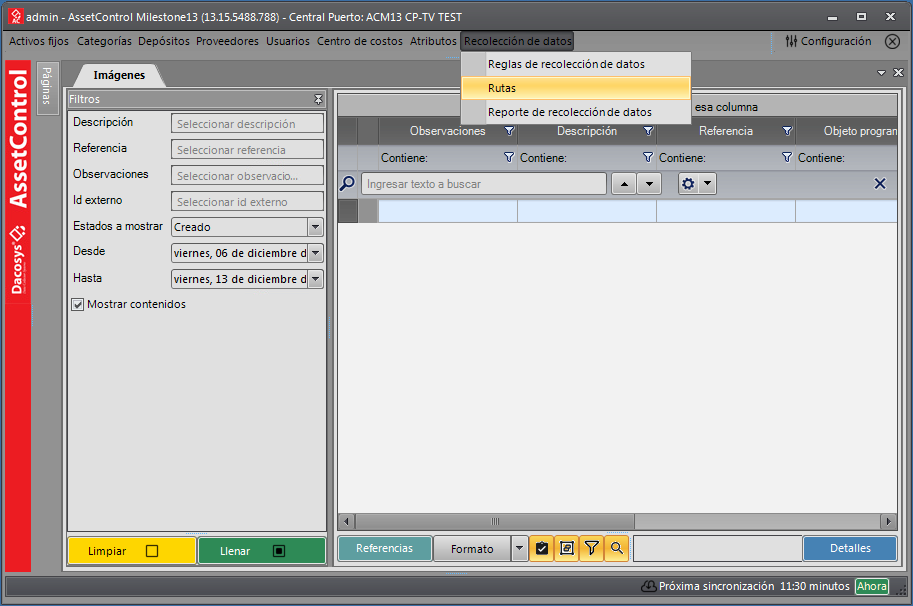 admin - AssetControl Milestone13 (13.15.5488.788) - Central Puerto: ACM13 CP-TV TEST
Activos fijos Categorías Depósitos Proveedores Usuarios Centro de costos Atributos Recolección de datos Configuración
Reglas de recolección de datos
Rutas
Reporte de recolección de datos
AssetControl
Dacosys
Páginas
Imágenes
Filtros
Descripción Seleccionar descripción
Referencia Seleccionar referencia
Observaciones Seleccionar observacio...
Id externo Seleccionar id externo
Estados a mostrar Creado
Desde viernes, 06 de diciembre d
Hasta viernes, 13 de diciembre d
Mostrar contenidos
Limpiar Llenar
esa columna
Observaciones Descripción Referencia Objeto program
Contiene: Contiene: Contiene: Contiene:
Ingresar texto a buscar
Referencias Formato Detalles
Próxima sincronización 11:30 minutos Ahora